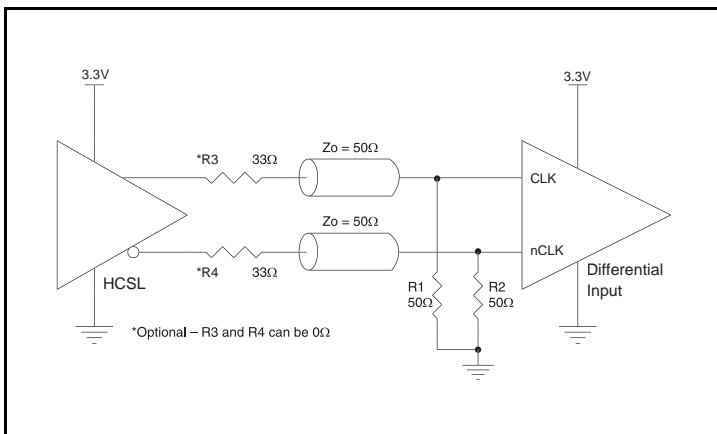 3.3V
3.3V
*R3 33Ω
Zo = 50Ω
CLK
Zo = 50Ω
nCLK
*R4 33Ω
HCSL
R1
50Ω
R2
50Ω
Differential
Input
*Optional – R3 and R4 can be 0Ω